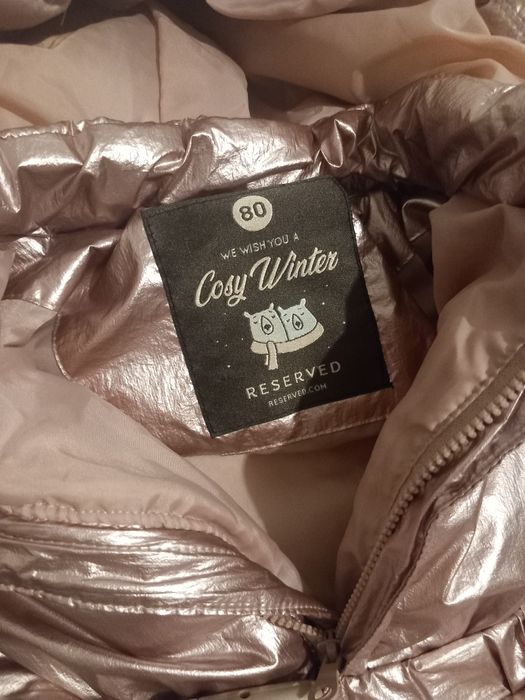 80
WE WISH YOU A
Cosy Winter
RESERVED
RESERVED.COM